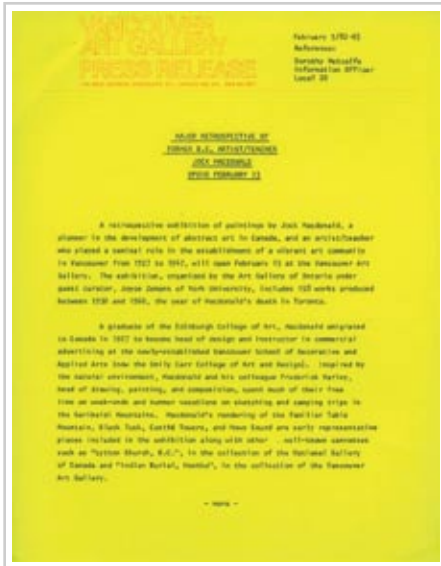 VANCOUVER
ART GALLERY
PRESS RELEASE
February 5/82-05
Reference:
Dorothy Metcalfe
Information Officer
Local 20
MAJOR RETROSPECTIVE OF
FORMER B.C. ARTIST/TEACHER
JOCK MACDONALD
OPENS FEBRUARY 13
A retrospective exhibition of paintings by Jock Macdonald, a
pioneer in the development of abstract art in Canada, and an artist/teacher
who played a seminal role in the establishment of a vibrant art community
in Vancouver from 1927 to 1947, will open February 13 at the Vancouver Art
Gallery. The exhibition, organized by the Art Gallery of Ontario under
guest curator, Joyce Zemans of York University, includes works produced
between and 1960, the year of Macdonald's death in Toronto.
A graduate of the Edinburgh College of Art, Macdonald emigrated
to Canada in 1927 to become head of design and instructor in commercial
advertising at the newly-established Vancouver School of Decorative and
Applied Arts (now the Emily Carr College of Art and Design). Inspired by
the natural environment, Macdonald and his colleague Frederick Varley,
head of drawing, painting, and composition, spent much of their free
time on weekends and summer vacations on sketching and camping trips in
the Garibaldi Mountains. Macdonald's rendering of the familiar Table
Mountain, Black Tusk, Castle Towers, and Howe Sound are early representative
pieces included in the exhibition along with other well-known canvases
such as "Lytton Church, B.C.", in the collection of the National Gallery
of Canada and "Indian Burial, Nootka", in the collection of the Vancouver
Art Gallery.
- more -